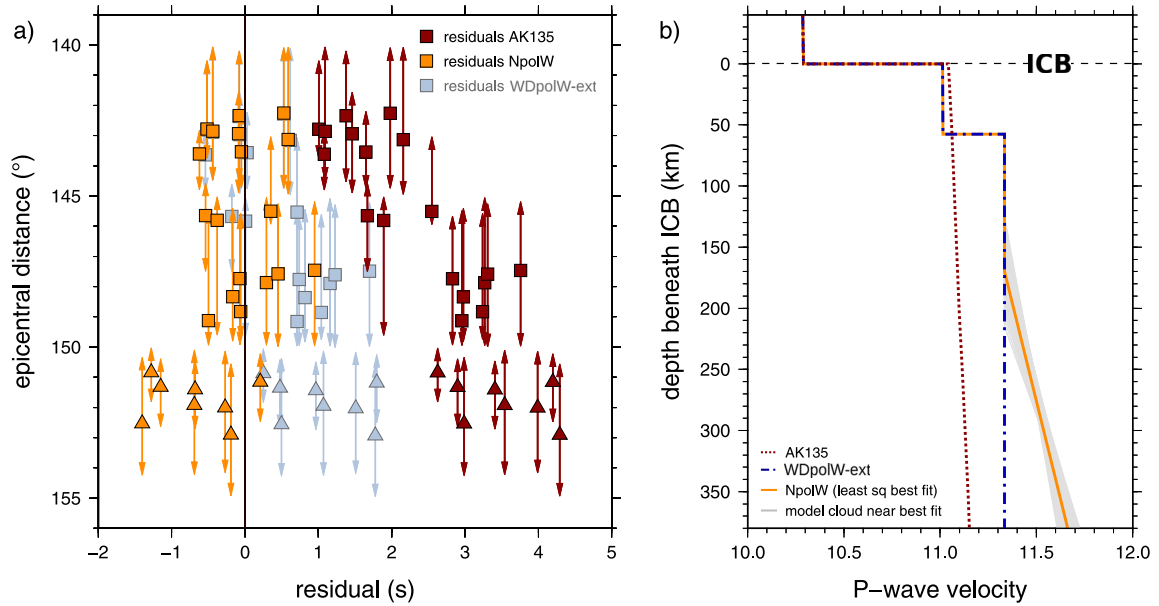 a)
residuals AK135
residuals NpolW
residuals WDpolW-ext
140
145
150
155
epicentral distance (°)
−2 −1 0 1 2 3 4 5
residual (s)
b)
ICB
0
50
100
150
200
250
300
350
depth beneath ICB (km)
AK135
WDpolW-ext
NpolW (least sq best fit)
model cloud near best fit
10.0 10.5 11.0 11.5 12.0
P−wave velocity